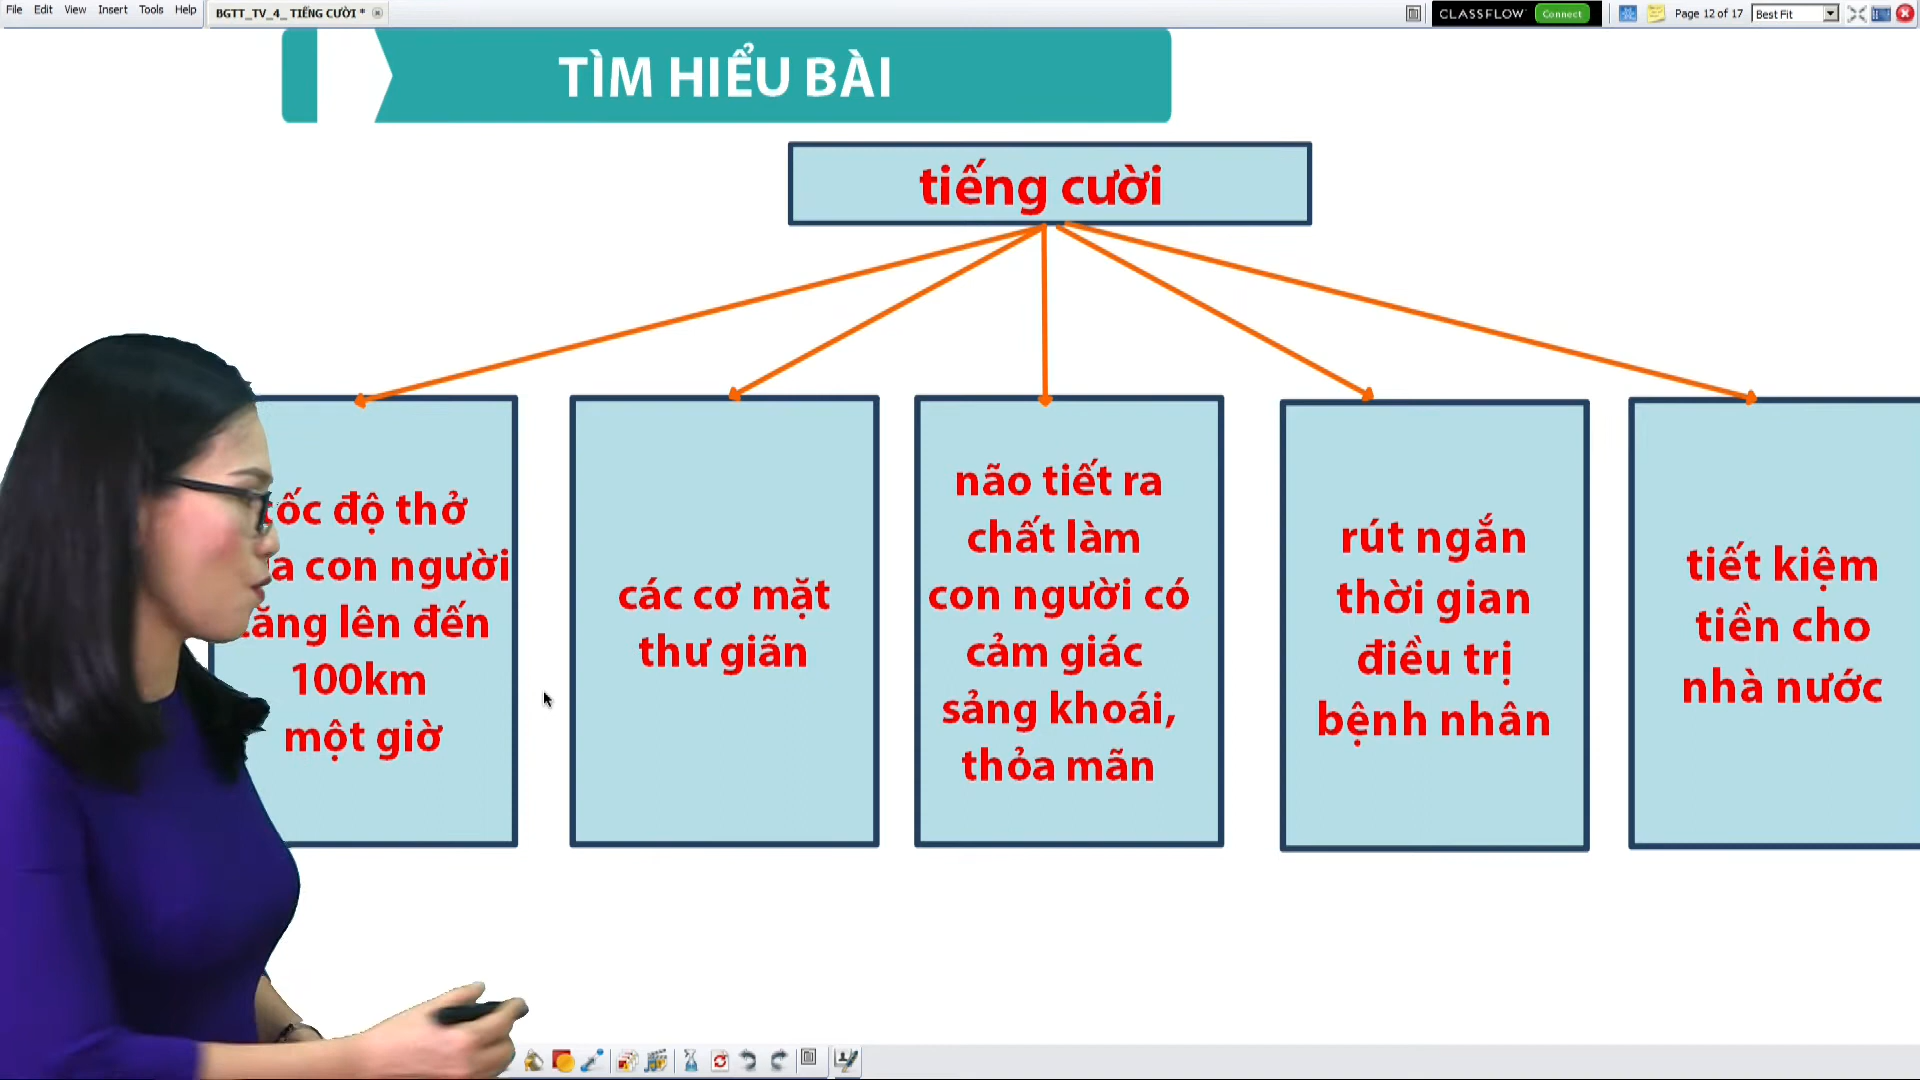 File Edit View Insert Tools Help
BGTT_TV_4_ TIẾNG CƯỜI *
CLASSFLOW Connect
Page 12 of 17
Best Fit
TÌM HIỂU BÀI
tiếng cười
tốc độ thở
con người
tăng lên đến
100km
một giờ
các cơ mặt
thư giãn
não tiết ra
chất làm
con người có
cảm giác
sảng khoái,
thỏa mãn
rút ngắn
thời gian
điều trị
bệnh nhân
tiết kiệm
tiền cho
nhà nước